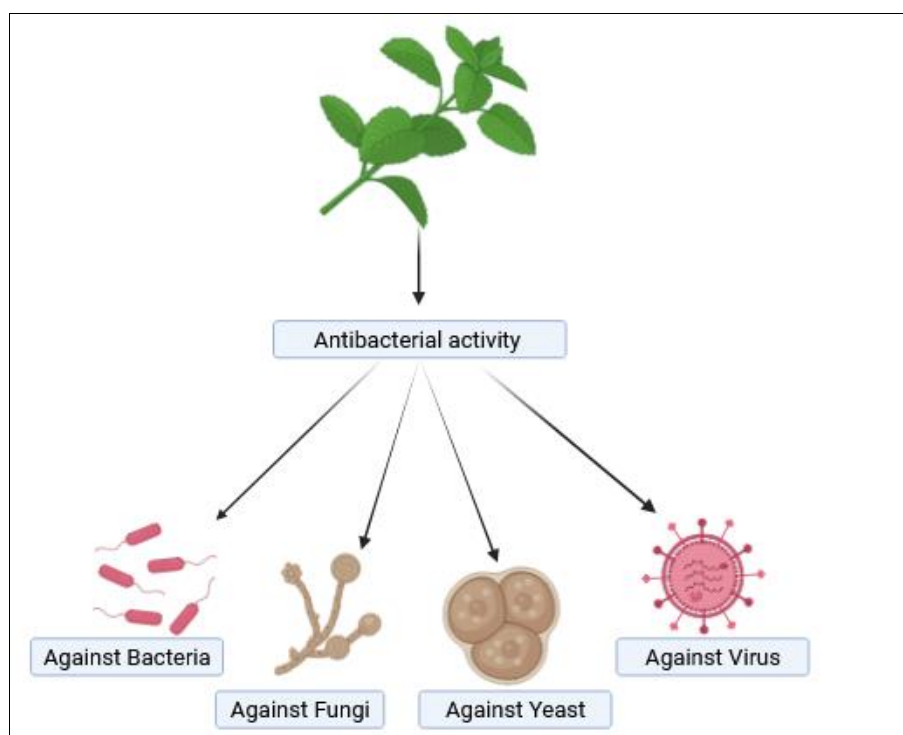 Antibacterial activity
Against Bacteria
Against Fungi
Against Yeast
Against Virus